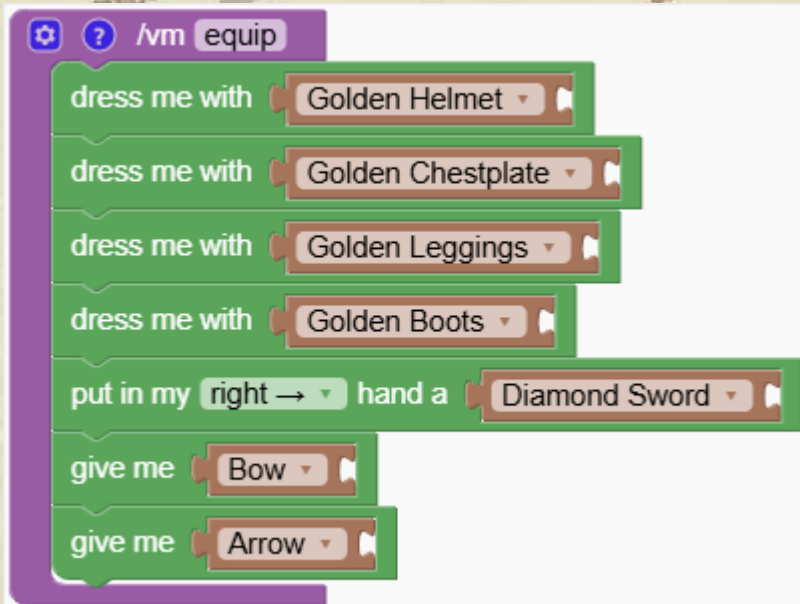 ? /vm equip
dress me with Golden Helmet
dress me with Golden Chestplate
dress me with Golden Leggings
dress me with Golden Boots
put in my right → hand a Diamond Sword
give me Bow
give me Arrow